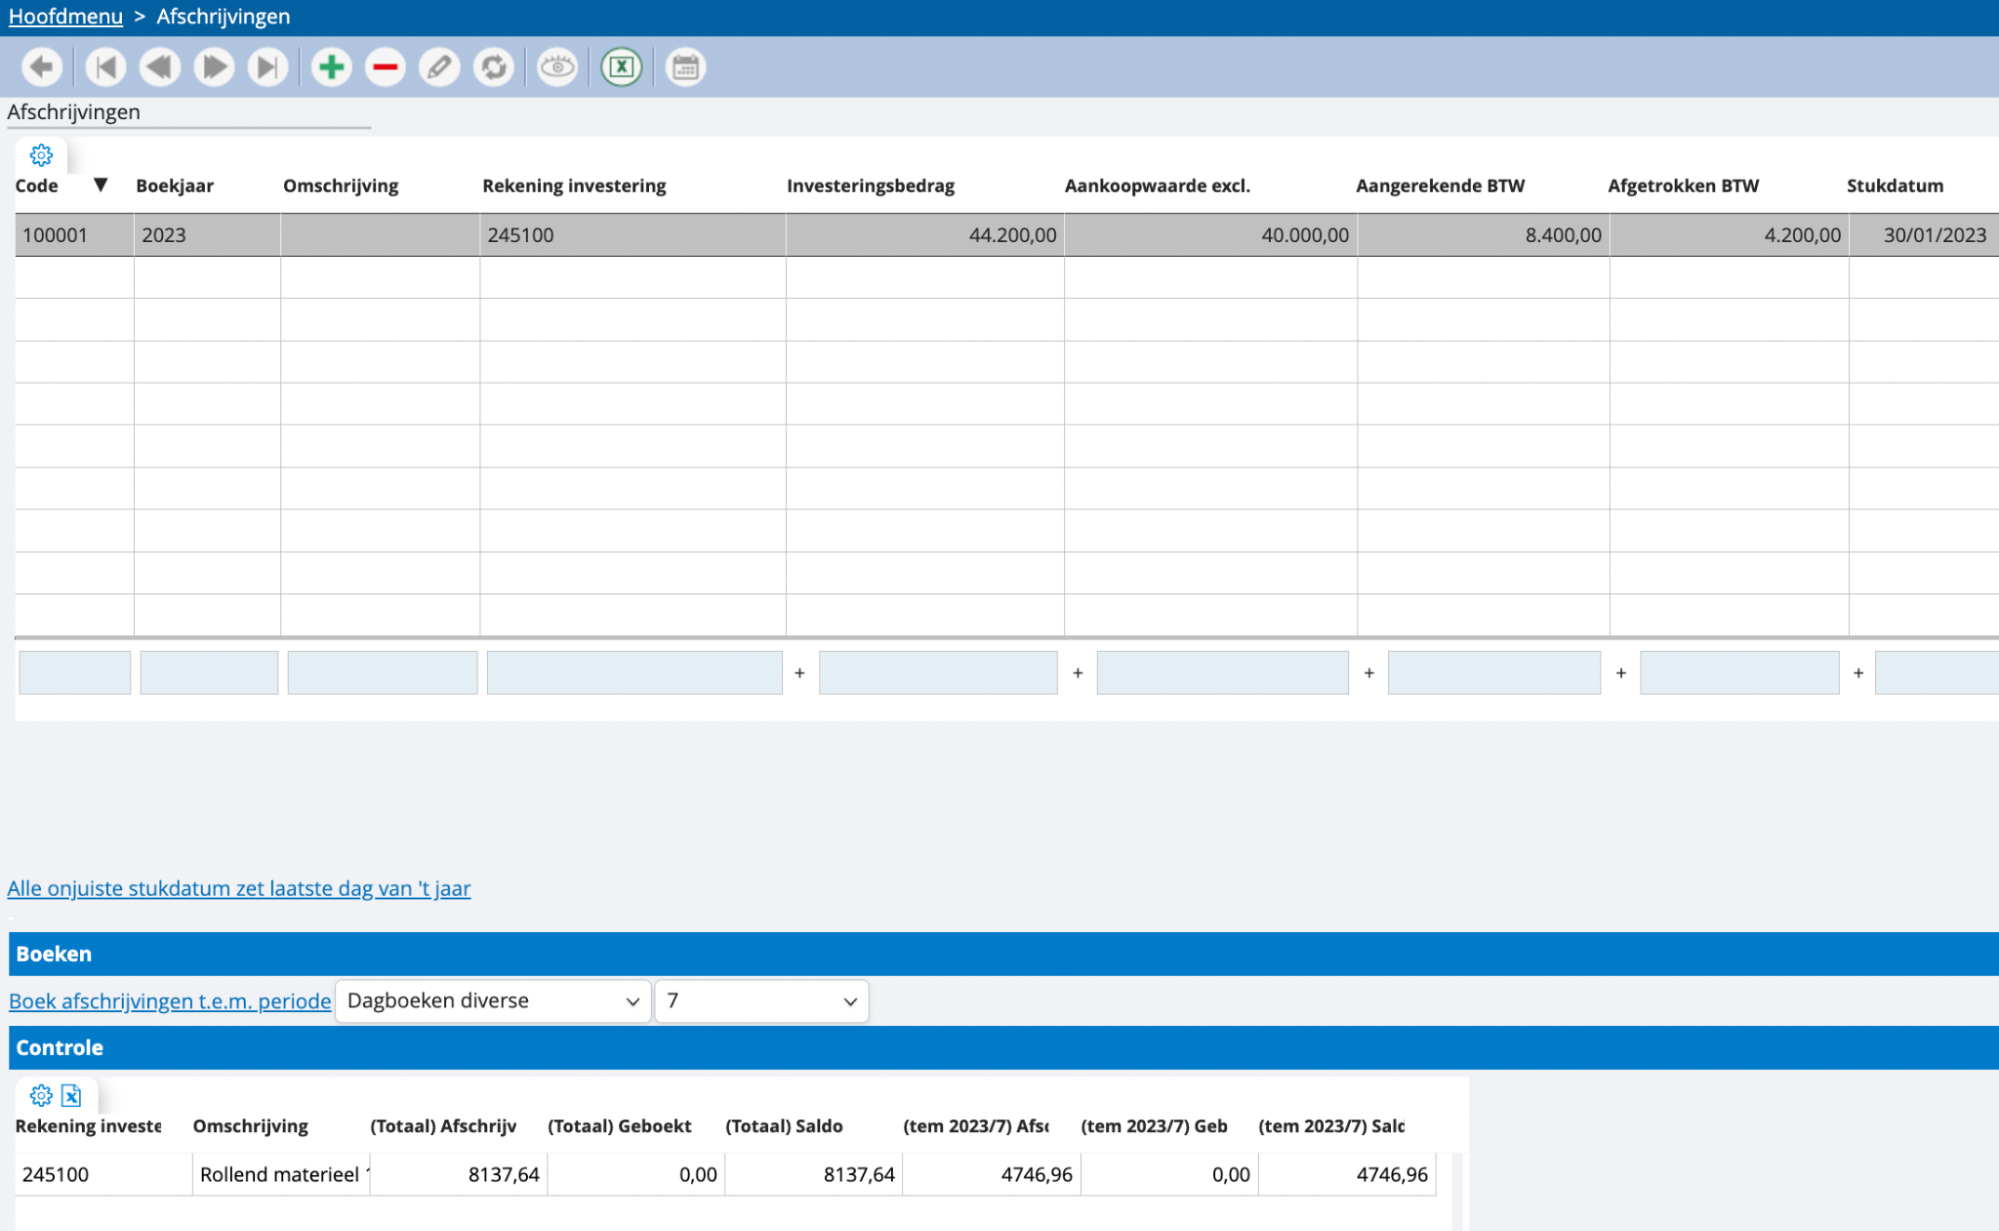 Hoofdmenu > Afschrijvingen
Afschrijvingen
Code ▼ Boekjaar Omschrijving Rekening investering Investeringsbedrag Aankoopwaarde excl. Aangerekende BTW Afgetrokken BTW Stukdatum
100001 2023 245100 44.200,00 40.000,00 8.400,00 4.200,00 30/01/2023
+ + + + +
Alle onjuiste stukdatum zet laatste dag van 't jaar
Boeken
Boek afschrijvingen t.e.m. periode Dagboeken diverse 7
Controle
Rekening investe Omschrijving (Totaal) Afschrijv (Totaal) Geboekt (Totaal) Saldo (tem 2023/7) Afsc (tem 2023/7) Geb (tem 2023/7) Sald
245100 Rollend materieel 8137,64 0,00 8137,64 4746,96 0,00 4746,96